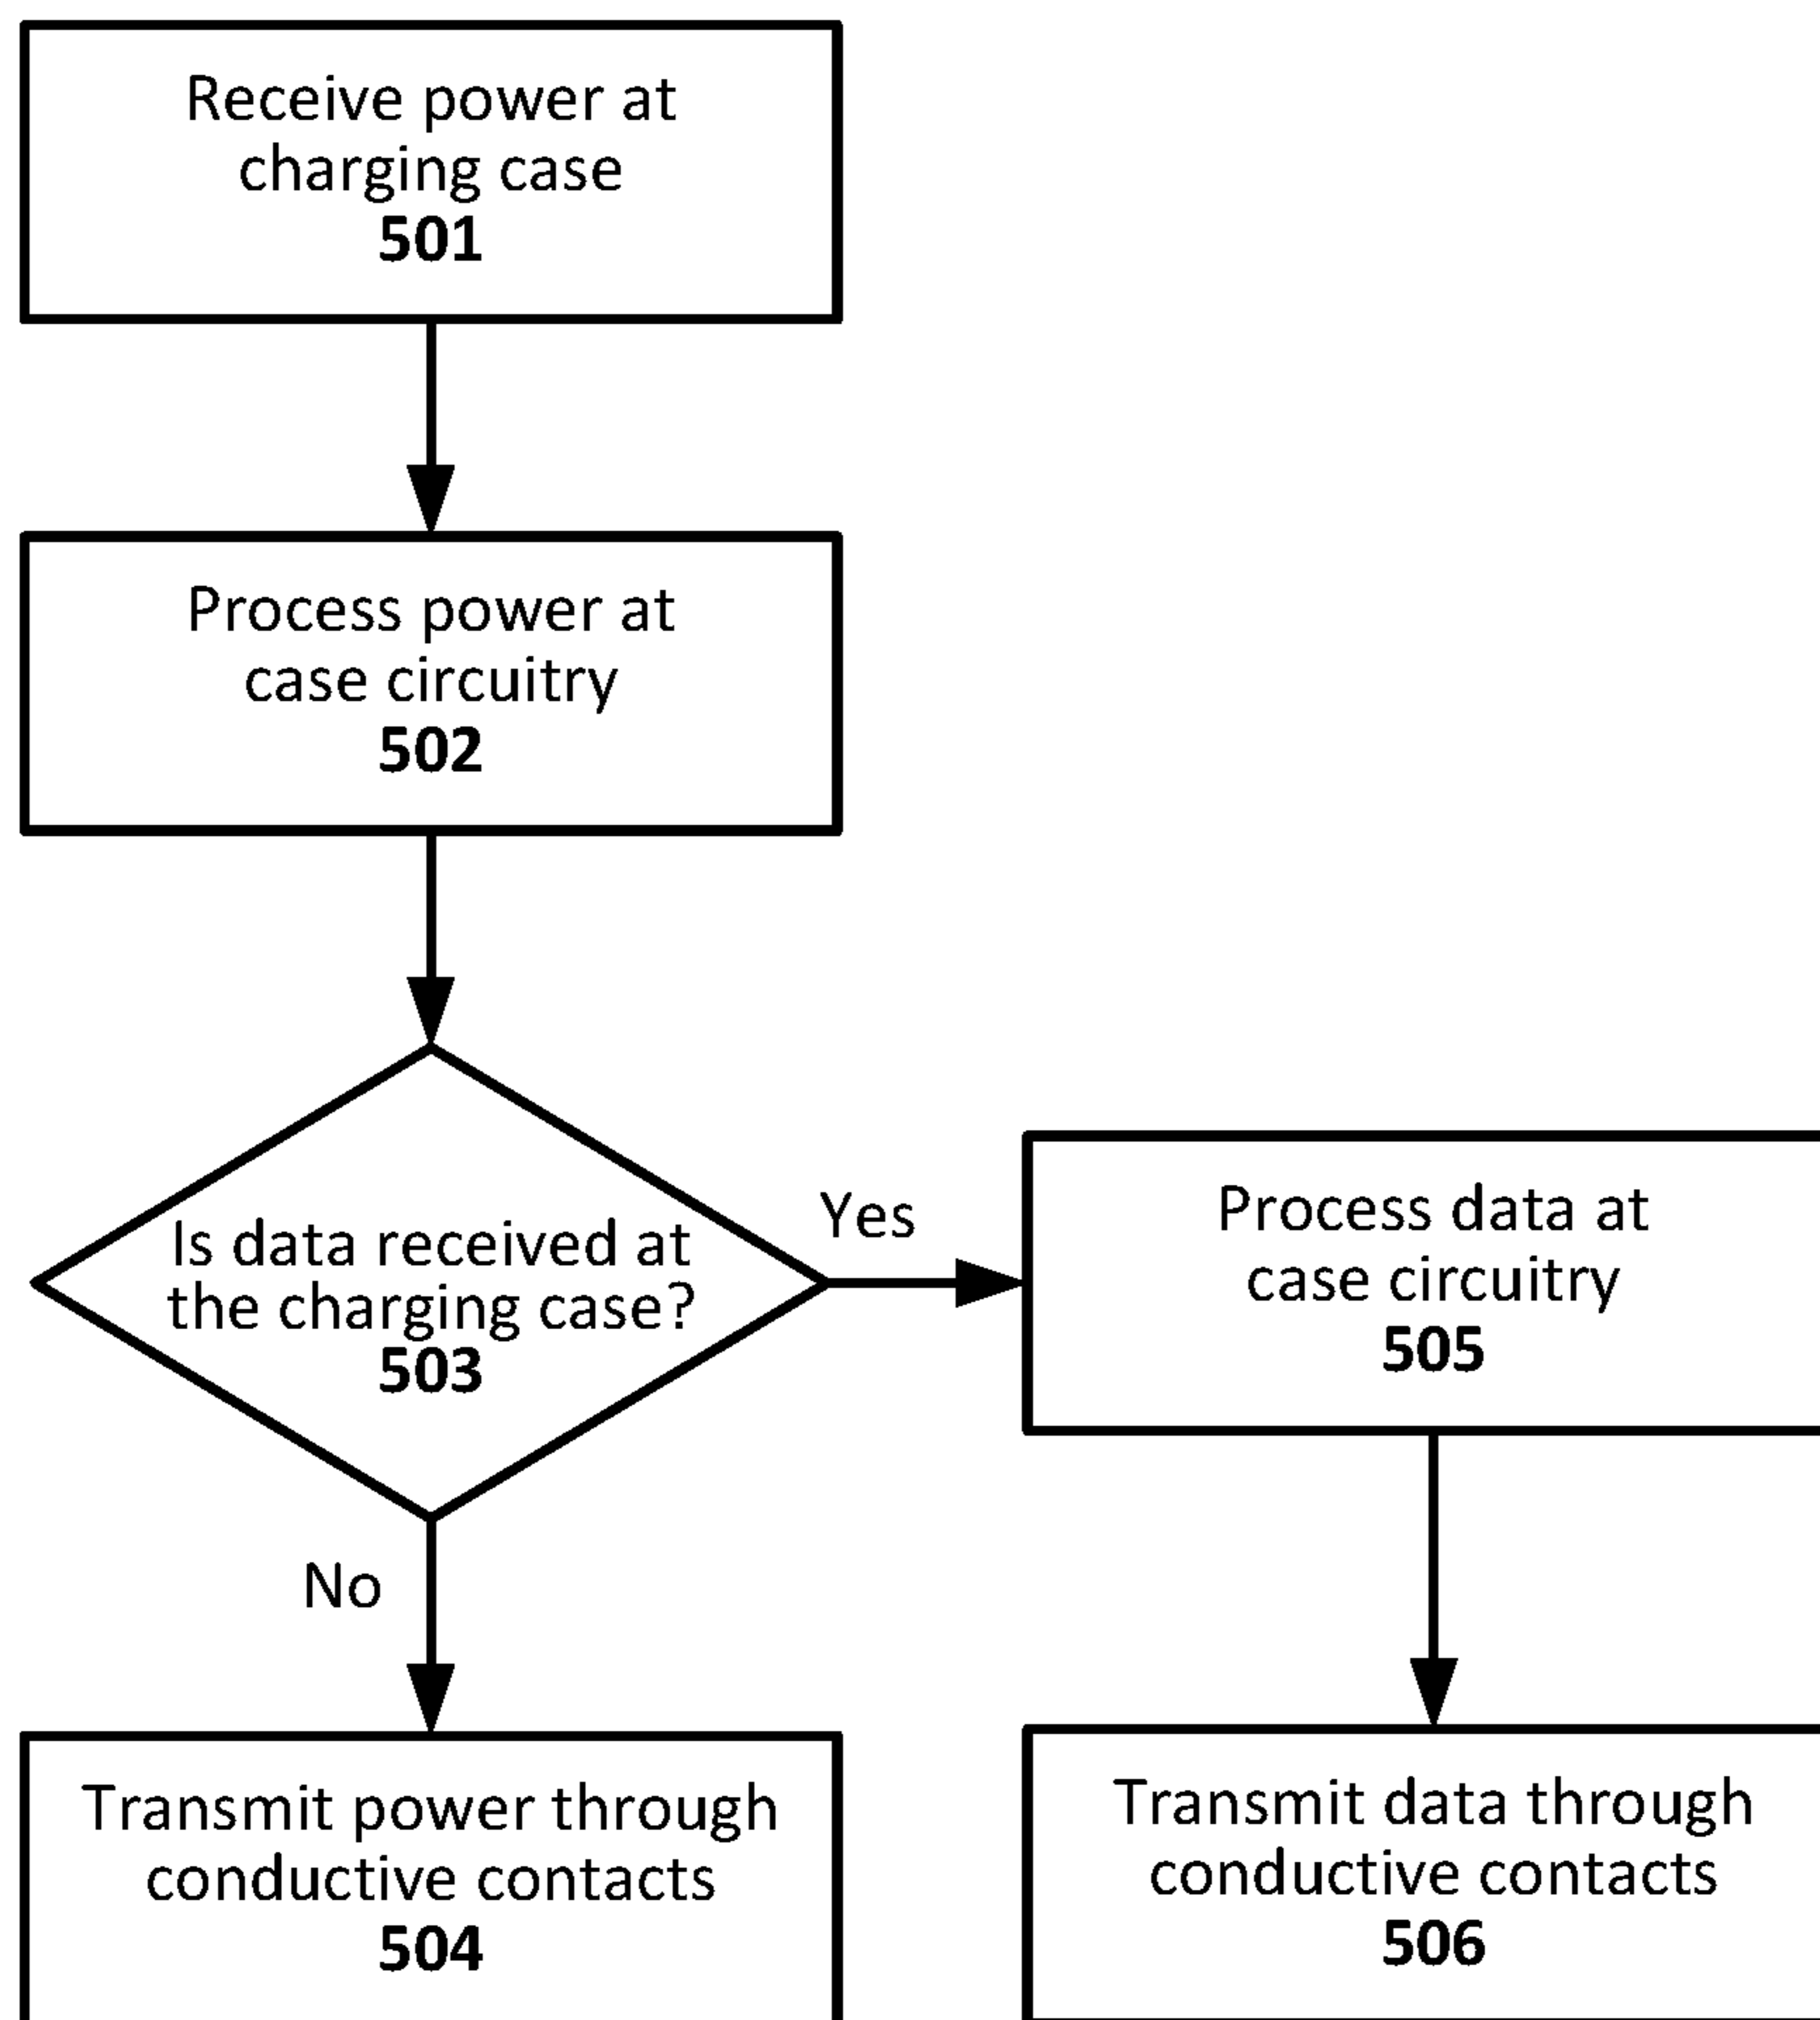 Receive power at
charging case
501
Process power at
case circuitry
502
Is data received at
the charging case?
503
Yes
Process data at
case circuitry
505
No
Transmit power through
conductive contacts
504
Transmit data through
conductive contacts
506